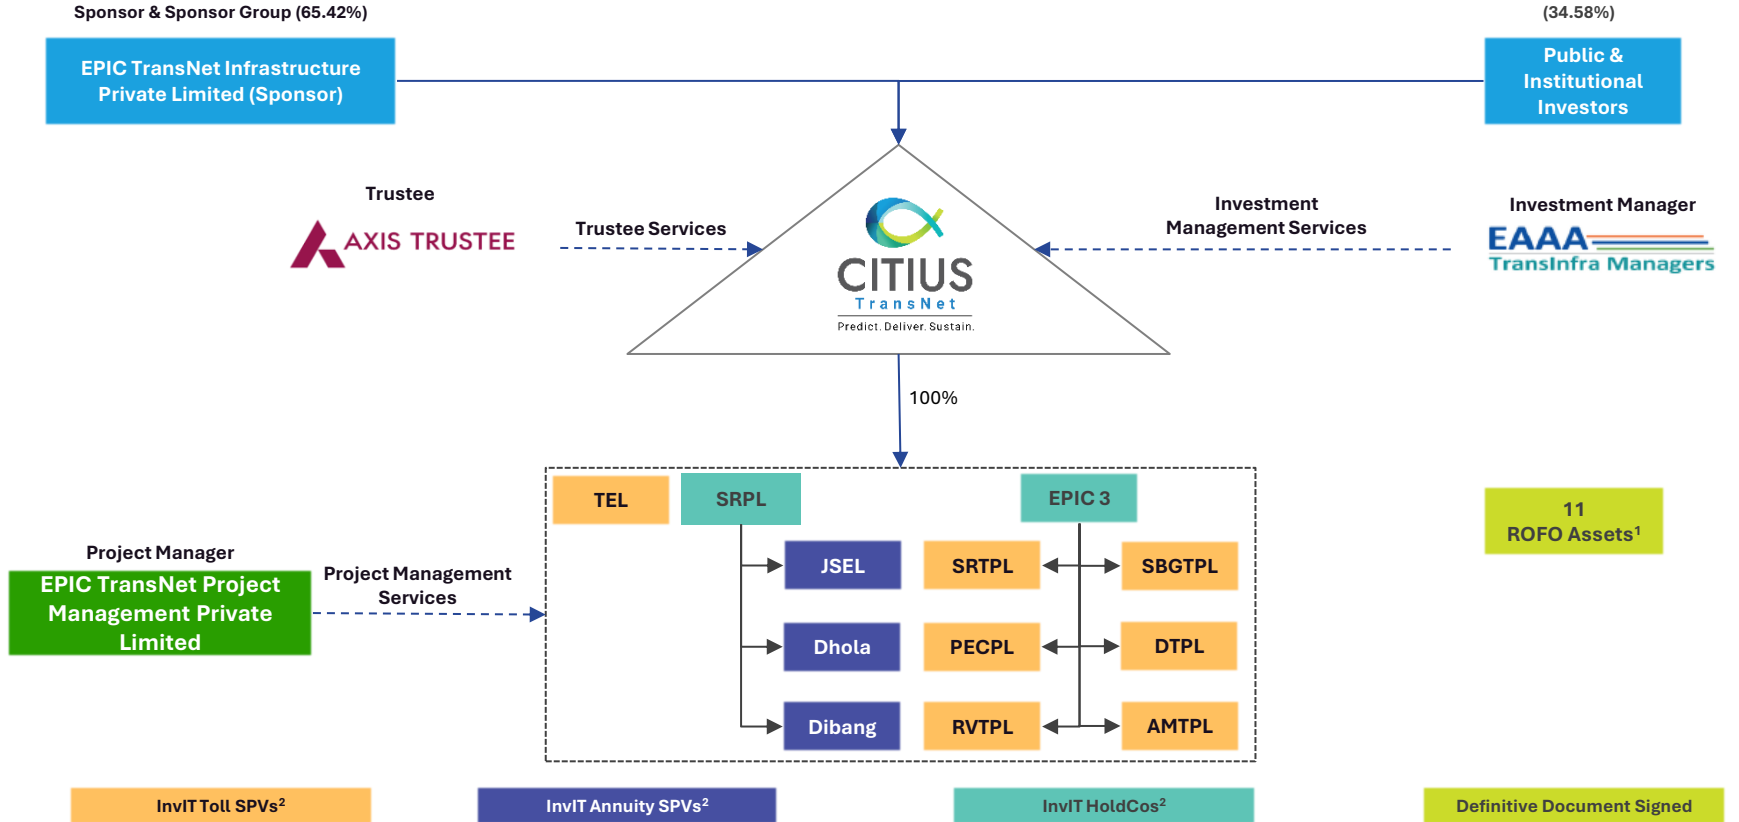 Sponsor & Sponsor Group (65.42%)
(34.58%)
EPIC TransNet Infrastructure
Private Limited (Sponsor)
Public &
Institutional
Investors
Trustee
AXIS TRUSTEE
Trustee Services
CITIUS
TransNet
Predict. Deliver. Sustain.
Investment
Management Services
Investment Manager
EAAA
TransInfra Managers
100%
TEL
SRPL
EPIC 3
11
ROFO Assets¹
JSEL
SRTPL
SBGTPL
Project Manager
EPIC TransNet Project
Management Private
Limited
Project Management
Services
Dhola
PECPL
DTPL
Dibang
RVTPL
AMTPL
InvIT Toll SPVs²
InvIT Annuity SPVs²
InvIT HoldCos²
Definitive Document Signed